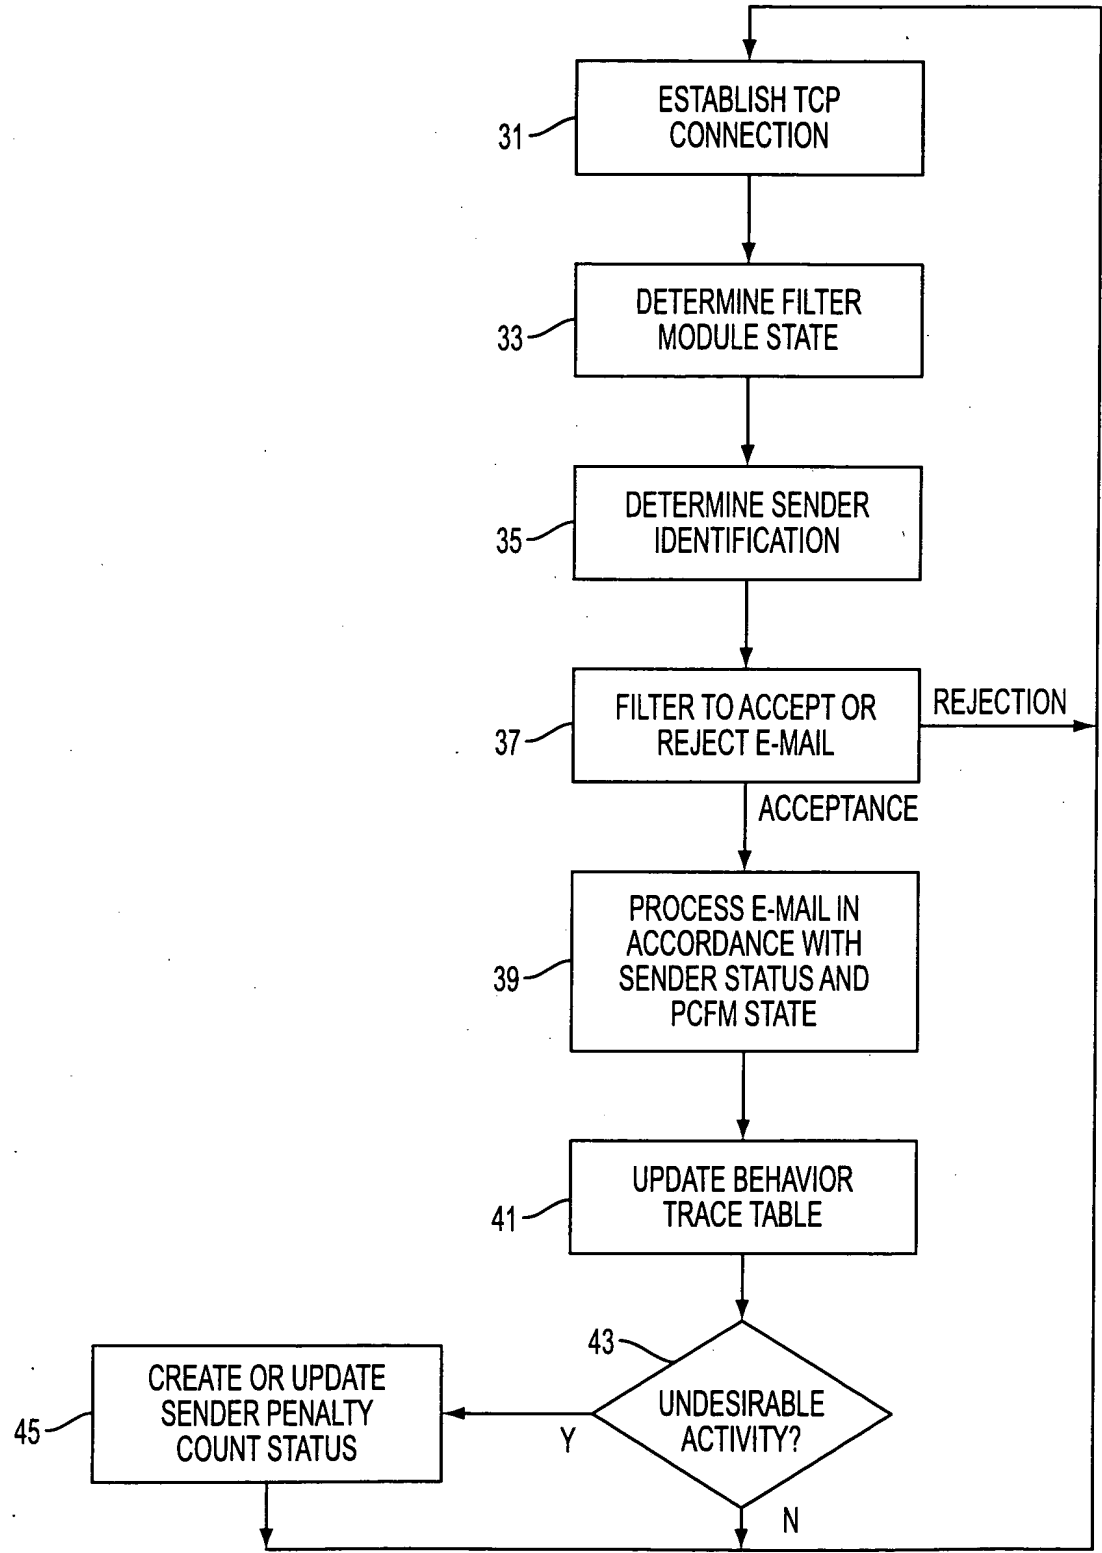 ESTABLISH TCP
CONNECTION
31
DETERMINE FILTER
MODULE STATE
33
DETERMINE SENDER
IDENTIFICATION
35
FILTER TO ACCEPT OR
REJECT E-MAIL
37
REJECTION
ACCEPTANCE
PROCESS E-MAIL IN
ACCORDANCE WITH
SENDER STATUS AND
PCFM STATE
39
UPDATE BEHAVIOR
TRACE TABLE
41
43
UNDESIRABLE
ACTIVITY?
Y
N
CREATE OR UPDATE
SENDER PENALTY
COUNT STATUS
45